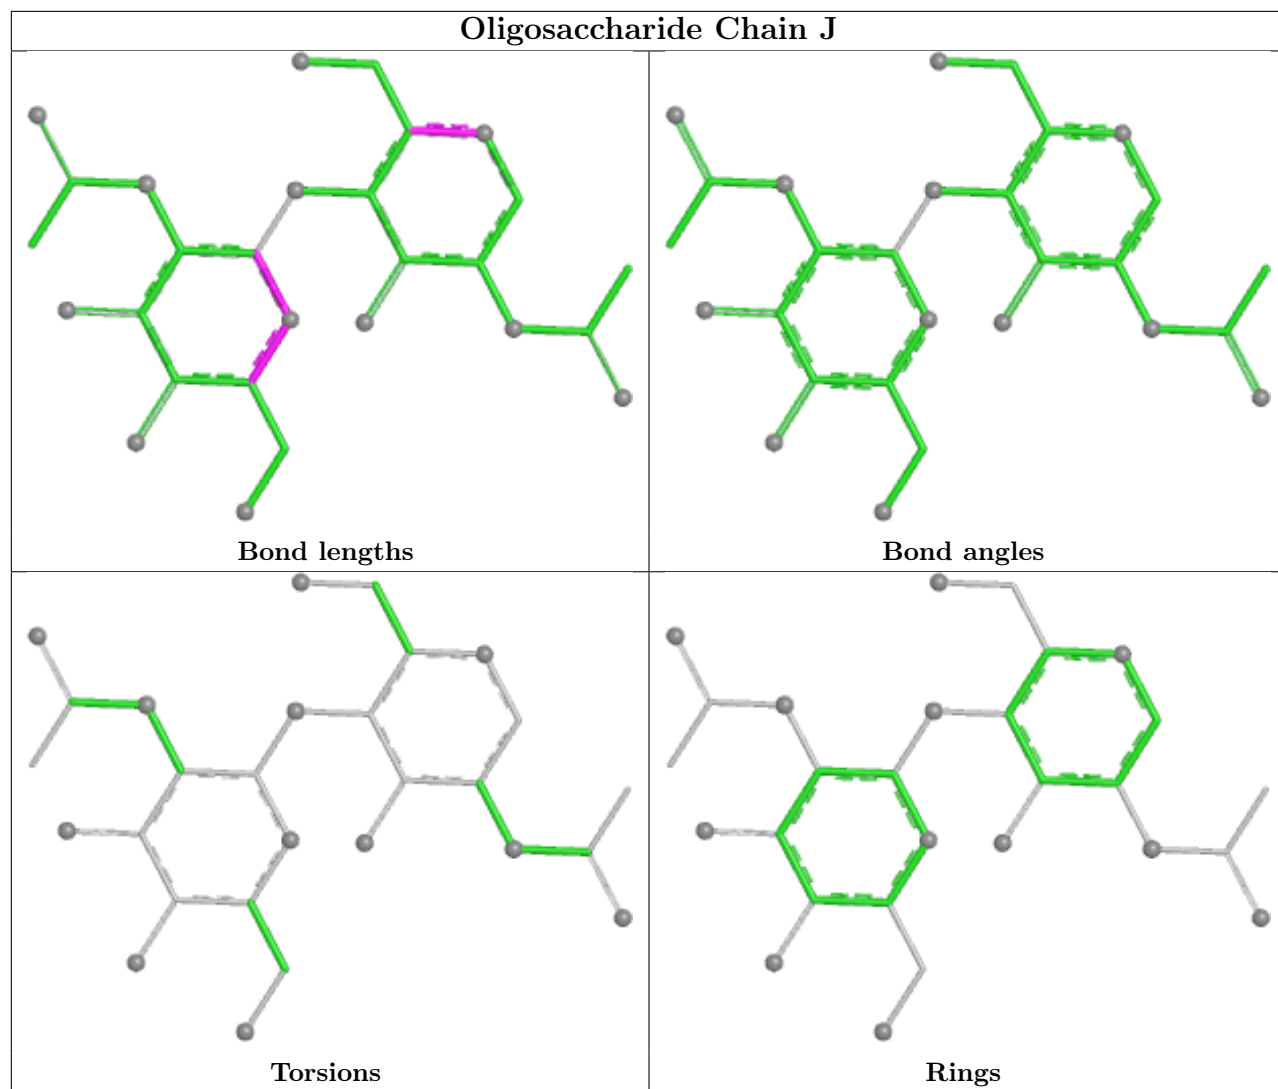 Oligosaccharide Chain J
Bond lengths
Bond angles
Torsions
Rings